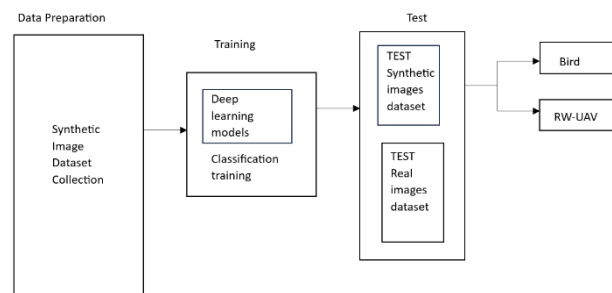 Data Preparation
Synthetic
Image
Dataset
Collection
Training
Deep
learning
models
Classification
training
Test
TEST
Synthetic
images
dataset
TEST
Real
images
dataset
Bird
RW-UAV